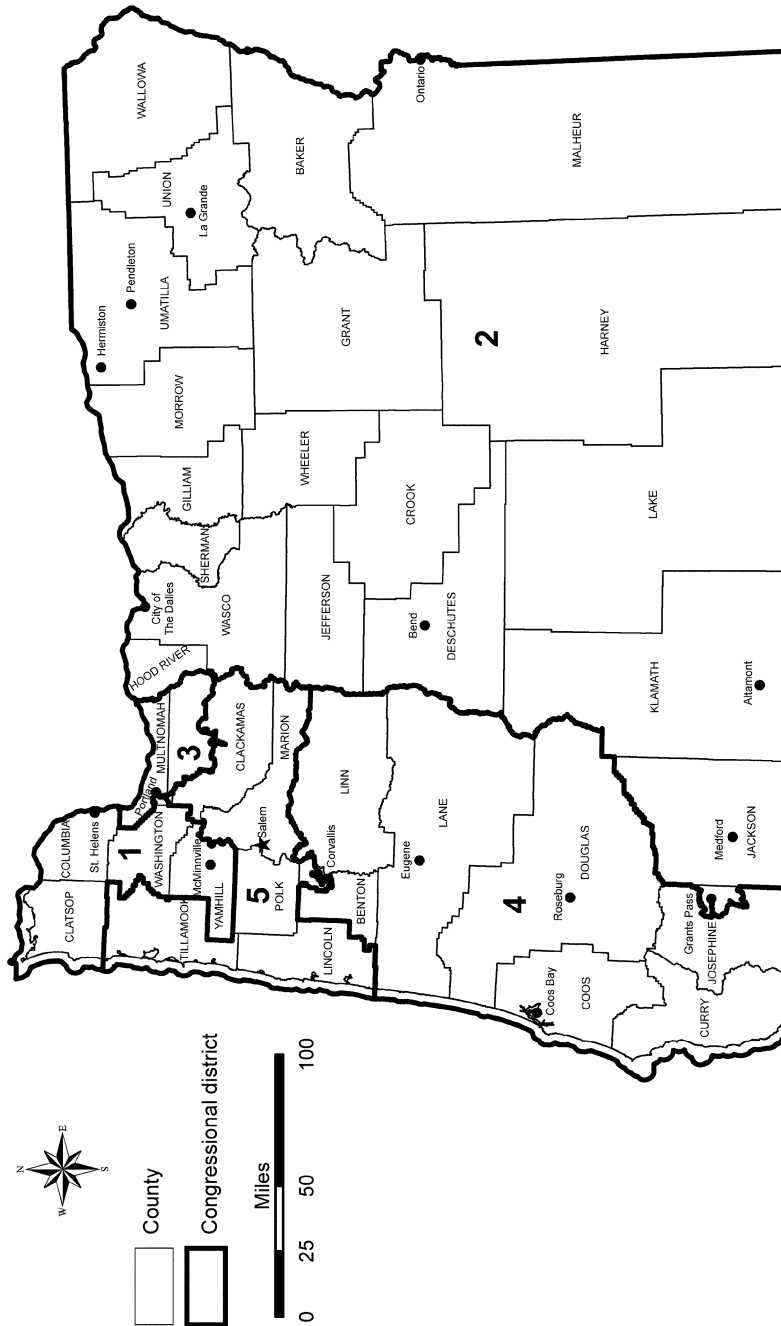 N
W
E
S
County
Congressional district
Miles
0
25
50
100
CLATSOP
COLUMBIA
St. Helens
1
TILLAMOOK
WASHINGTON
Portland
MULTNOMAH
3
HOOD RIVER
City of
The Dalles
WASCO
SHERMAN
GILLIAM
MORROW
Hermiston
Pendleton
UMATILLA
UNION
La Grande
WALLOWA
YAMHILL
McMinnville
CLACKAMAS
5
POLK
Salem
MARION
LINCOLN
BENTON
Corvallis
LINN
JEFFERSON
WHEELER
GRANT
BAKER
LANE
Eugene
Bend
DESCHUTES
CROOK
2
HARNEY
MALHEUR
Ontario
4
Coos Bay
COOS
Roseburg
DOUGLAS
CURRY
JOSEPHINE
Grants Pass
Medford
JACKSON
KLAMATH
Altamont
LAKE